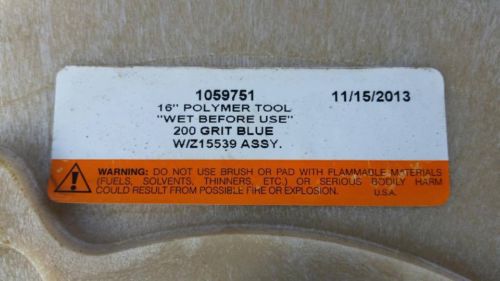 1059751 11/15/2013
16" POLYMER TOOL
"WET BEFORE USE"
200 GRIT BLUE
W/Z15539 ASSY.
WARNING: DO NOT USE BRUSH OR PAD WITH FLAMMABLE MATERIALS
(FUELS, SOLVENTS, THINNERS, ETC.) OR SERIOUS BODILY HARM
COULD RESULT FROM POSSIBLE FIRE OR EXPLOSION. U.S.A.